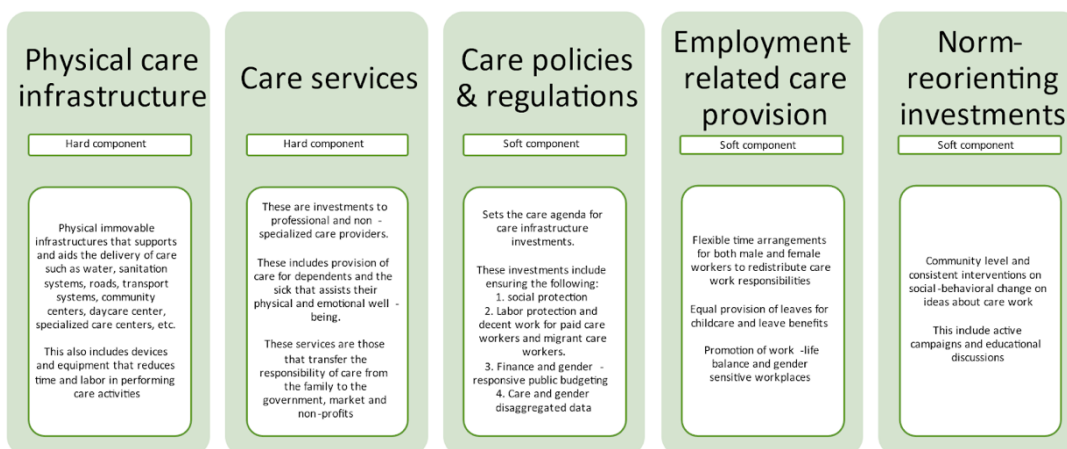 Physical care
infrastructure
Hard component
Physical immovable
infrastructures that supports
and aids the delivery of care
such as water, sanitation
systems, roads, transport
systems, community
centers, daycare center,
specialized care centers, etc.
This also includes devices
and equipment that reduces
time and labor in performing
care activities
Care services
Hard component
These are investments to
professional and non -
specialized care providers.
These includes provision of
care for dependents and the
sick that assists their
physical and emotional well -
being.
These services are those
that transfer the
responsibility of care from
the family to the
government, market and
non-profits
Care policies
& regulations
Soft component
Sets the care agenda for
care infrastructure
investments.
These investments include
ensuring the following:
1. social protection
2. Labor protection and
decent work for paid care
workers and migrant care
workers.
3. Finance and gender -
responsive public budgeting
4. Care and gender
disaggregated data
Employment-
related care
provision
Soft component
Flexible time arrangements
for both male and female
workers to redistribute care
work responsibilities
Equal provision of leaves for
childcare and leave benefits
Promotion of work -life
balance and gender
sensitive workplaces
Norm-
reorienting
investments
Soft component
Community level and
consistent interventions on
social-behavioral change on
ideas about care work
This include active
campaigns and educational
discussions